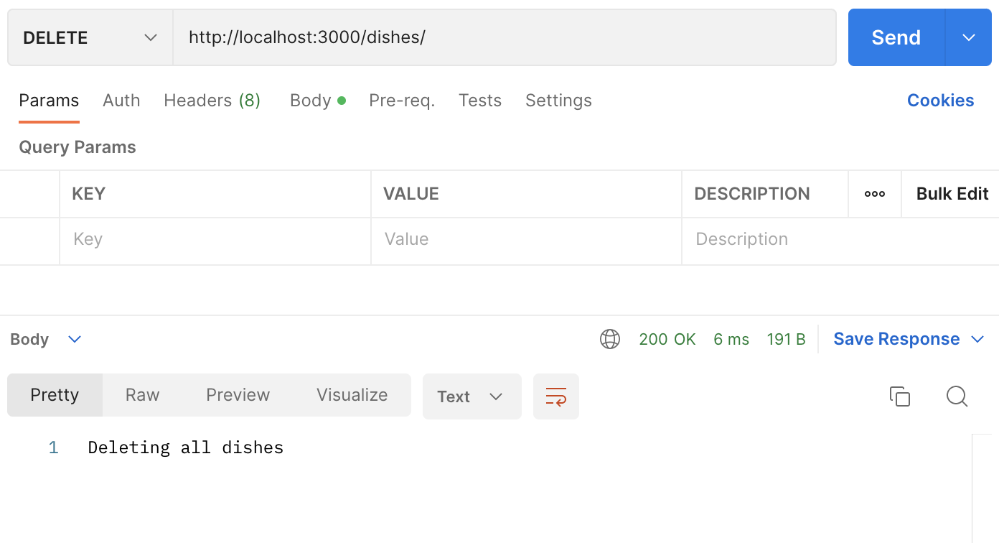 DELETE http://localhost:3000/dishes/ Send
Params Auth Headers (8) Body Pre-req. Tests Settings Cookies
Query Params
KEY VALUE DESCRIPTION Bulk Edit
Key Value Description
Body 200 OK 6 ms 191 B Save Response
Pretty Raw Preview Visualize Text
1 Deleting all dishes